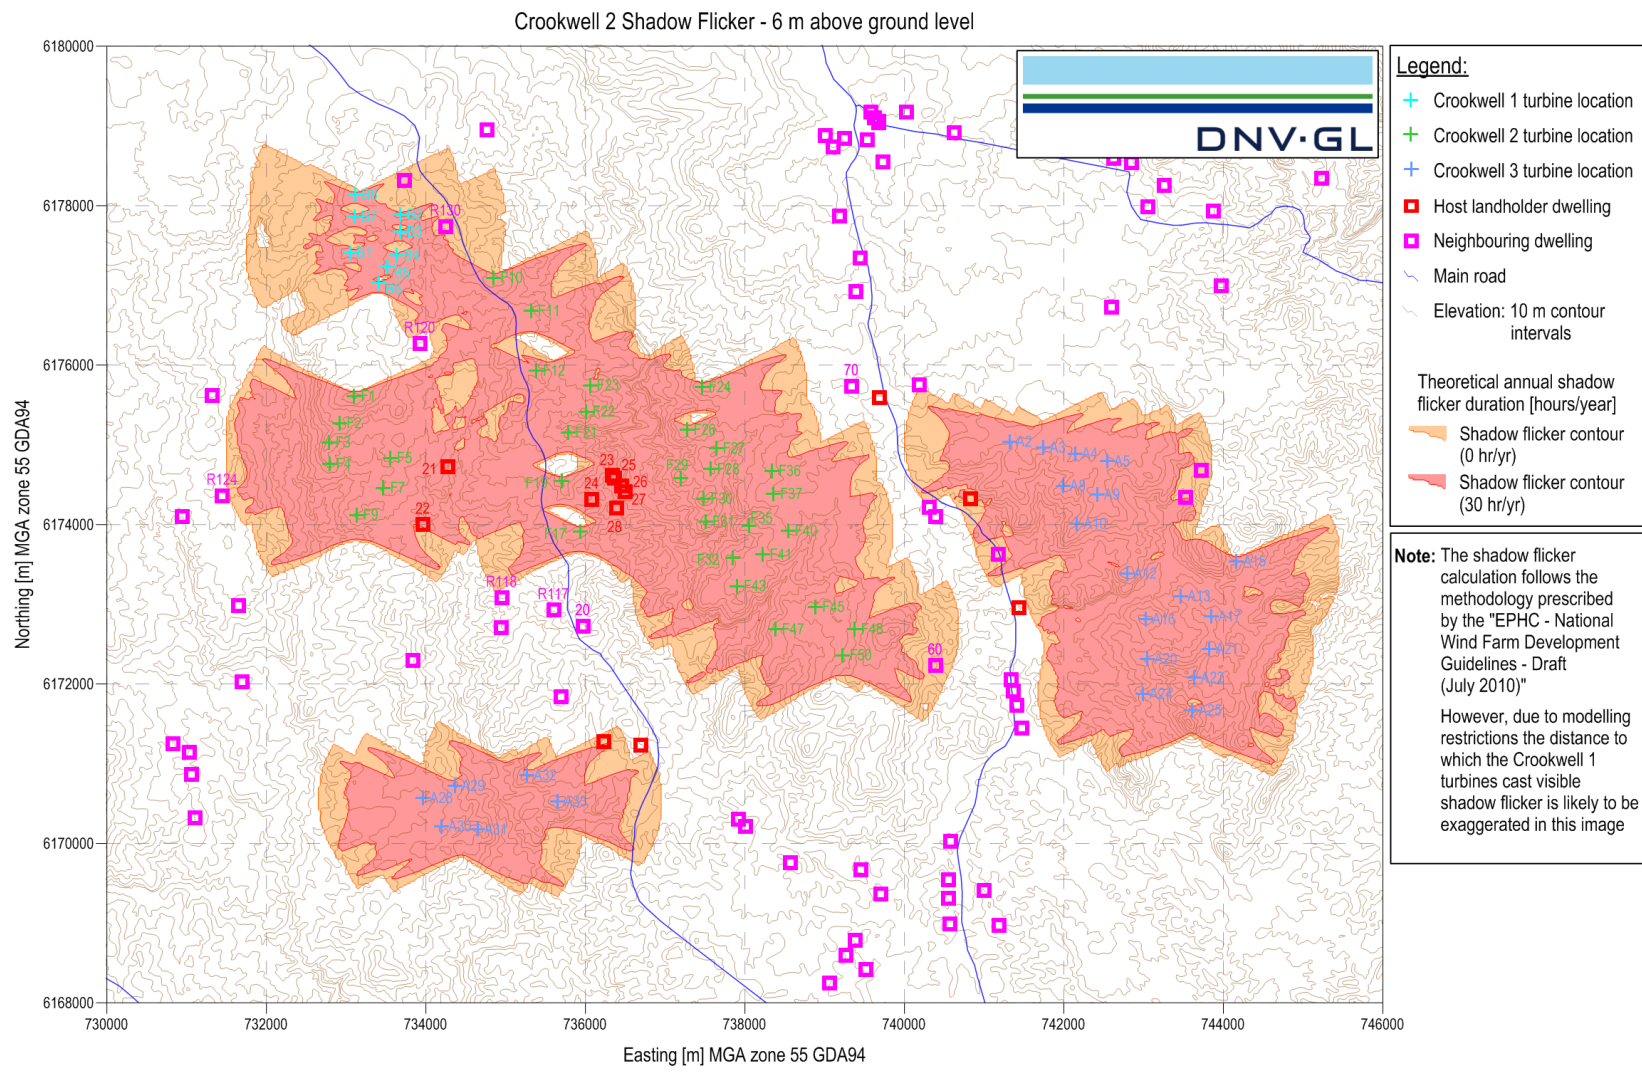 Crookwell 2 Shadow Flicker - 6 m above ground level
6180000
6178000
6176000
6174000
6172000
6170000
6168000
Northing [m] MGA zone 55 GDA94
730000
732000
734000
736000
738000
740000
742000
744000
746000
Easting [m] MGA zone 55 GDA94
DNV·GL
R130
F10
F11
R120
F12
F23
F24
70
F1
F22
F2
F21
F26
F3
F27
A2
A3
A4
A5
F4
F5
21
23
25
F29
F28
F36
R124
F7
24
26
27
F30
F37
A8
A9
F9
22
28
F31
F35
F40
A10
F17
F32
F41
A12
R118
R117
20
F43
F45
A13
A17
F47
F48
F50
60
A20
A21
A24
A25
A28
A29
A32
A33
A31
Legend:
Crookwell 1 turbine location
Crookwell 2 turbine location
Crookwell 3 turbine location
Host landholder dwelling
Neighbouring dwelling
Main road
Elevation: 10 m contour
intervals
Theoretical annual shadow
flicker duration [hours/year]
Shadow flicker contour
(0 hr/yr)
Shadow flicker contour
(30 hr/yr)
Note: The shadow flicker
calculation follows the
methodology prescribed
by the "EPHC - National
Wind Farm Development
Guidelines - Draft
(July 2010)"
However, due to modelling
restrictions the distance to
which the Crookwell 1
turbines cast visible
shadow flicker is likely to be
exaggerated in this image